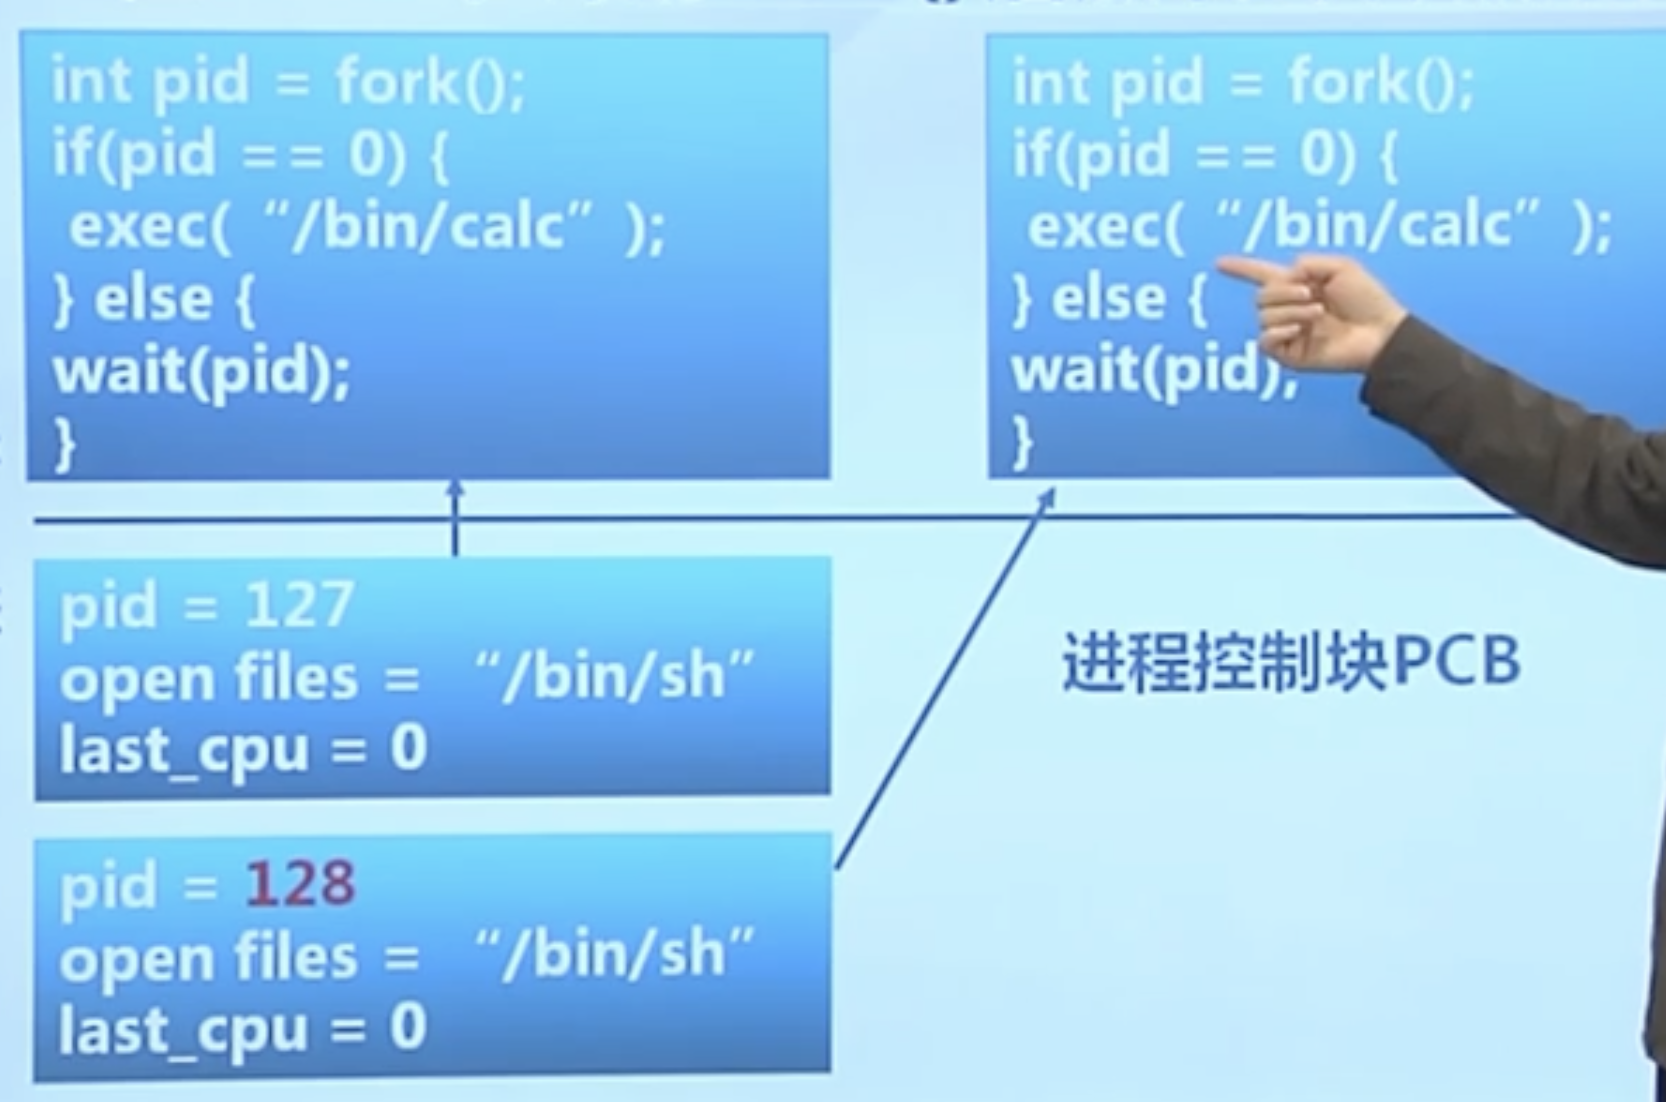 int pid = fork();
if(pid == 0) {
exec( “/bin/calc” );
} else {
wait(pid);
}
int pid = fork();
if(pid == 0) {
exec( “/bin/calc” );
} else {
wait(pid);
}
pid = 127
open files = “/bin/sh”
last_cpu = 0
进程控制块PCB
pid = 128
open files = “/bin/sh”
last_cpu = 0